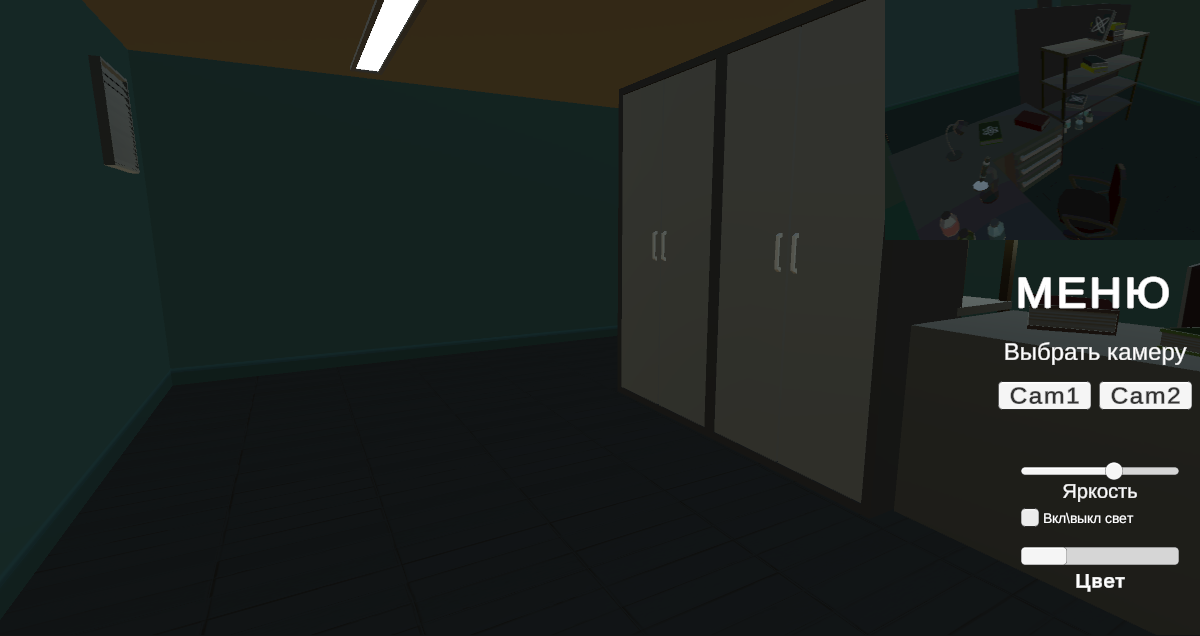 МЕНЮ
Выбрать камеру
Cam1 Cam2
Яркость
Вкл\выкл свет
Цвет